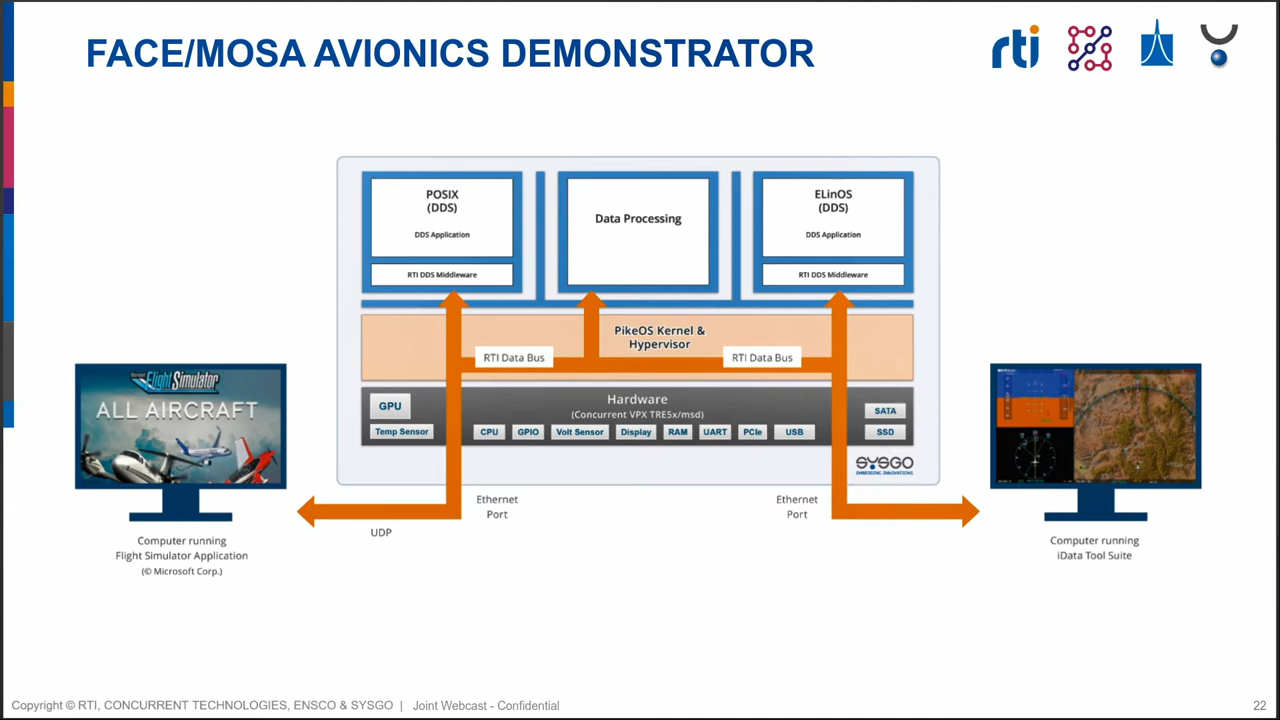 FACE/MOSA AVIONICS DEMONSTRATOR
rti
POSIX
(DDS)
DDS Application
RTI DDS Middleware
Data Processing
ELinOS
(DDS)
DDS Application
RTI DDS Middleware
PikeOS Kernel &
Hypervisor
RTI Data Bus
RTI Data Bus
Hardware
(Concurrent VPX TRE5x/msd)
GPU
Temp Sensor
CPU
GPIO
Volt Sensor
Display
RAM
UART
PCIe
USB
SATA
SSD
SYSGO
EMBEDDING INNOVATIONS
Microsoft
Flight Simulator
ALL AIRCRAFT
Ethernet
Port
UDP
Ethernet
Port
Computer running
Flight Simulator Application
(© Microsoft Corp.)
Computer running
iData Tool Suite
Copyright © RTI, CONCURRENT TECHNOLOGIES, ENSCO & SYSGO | Joint Webcast - Confidential
22